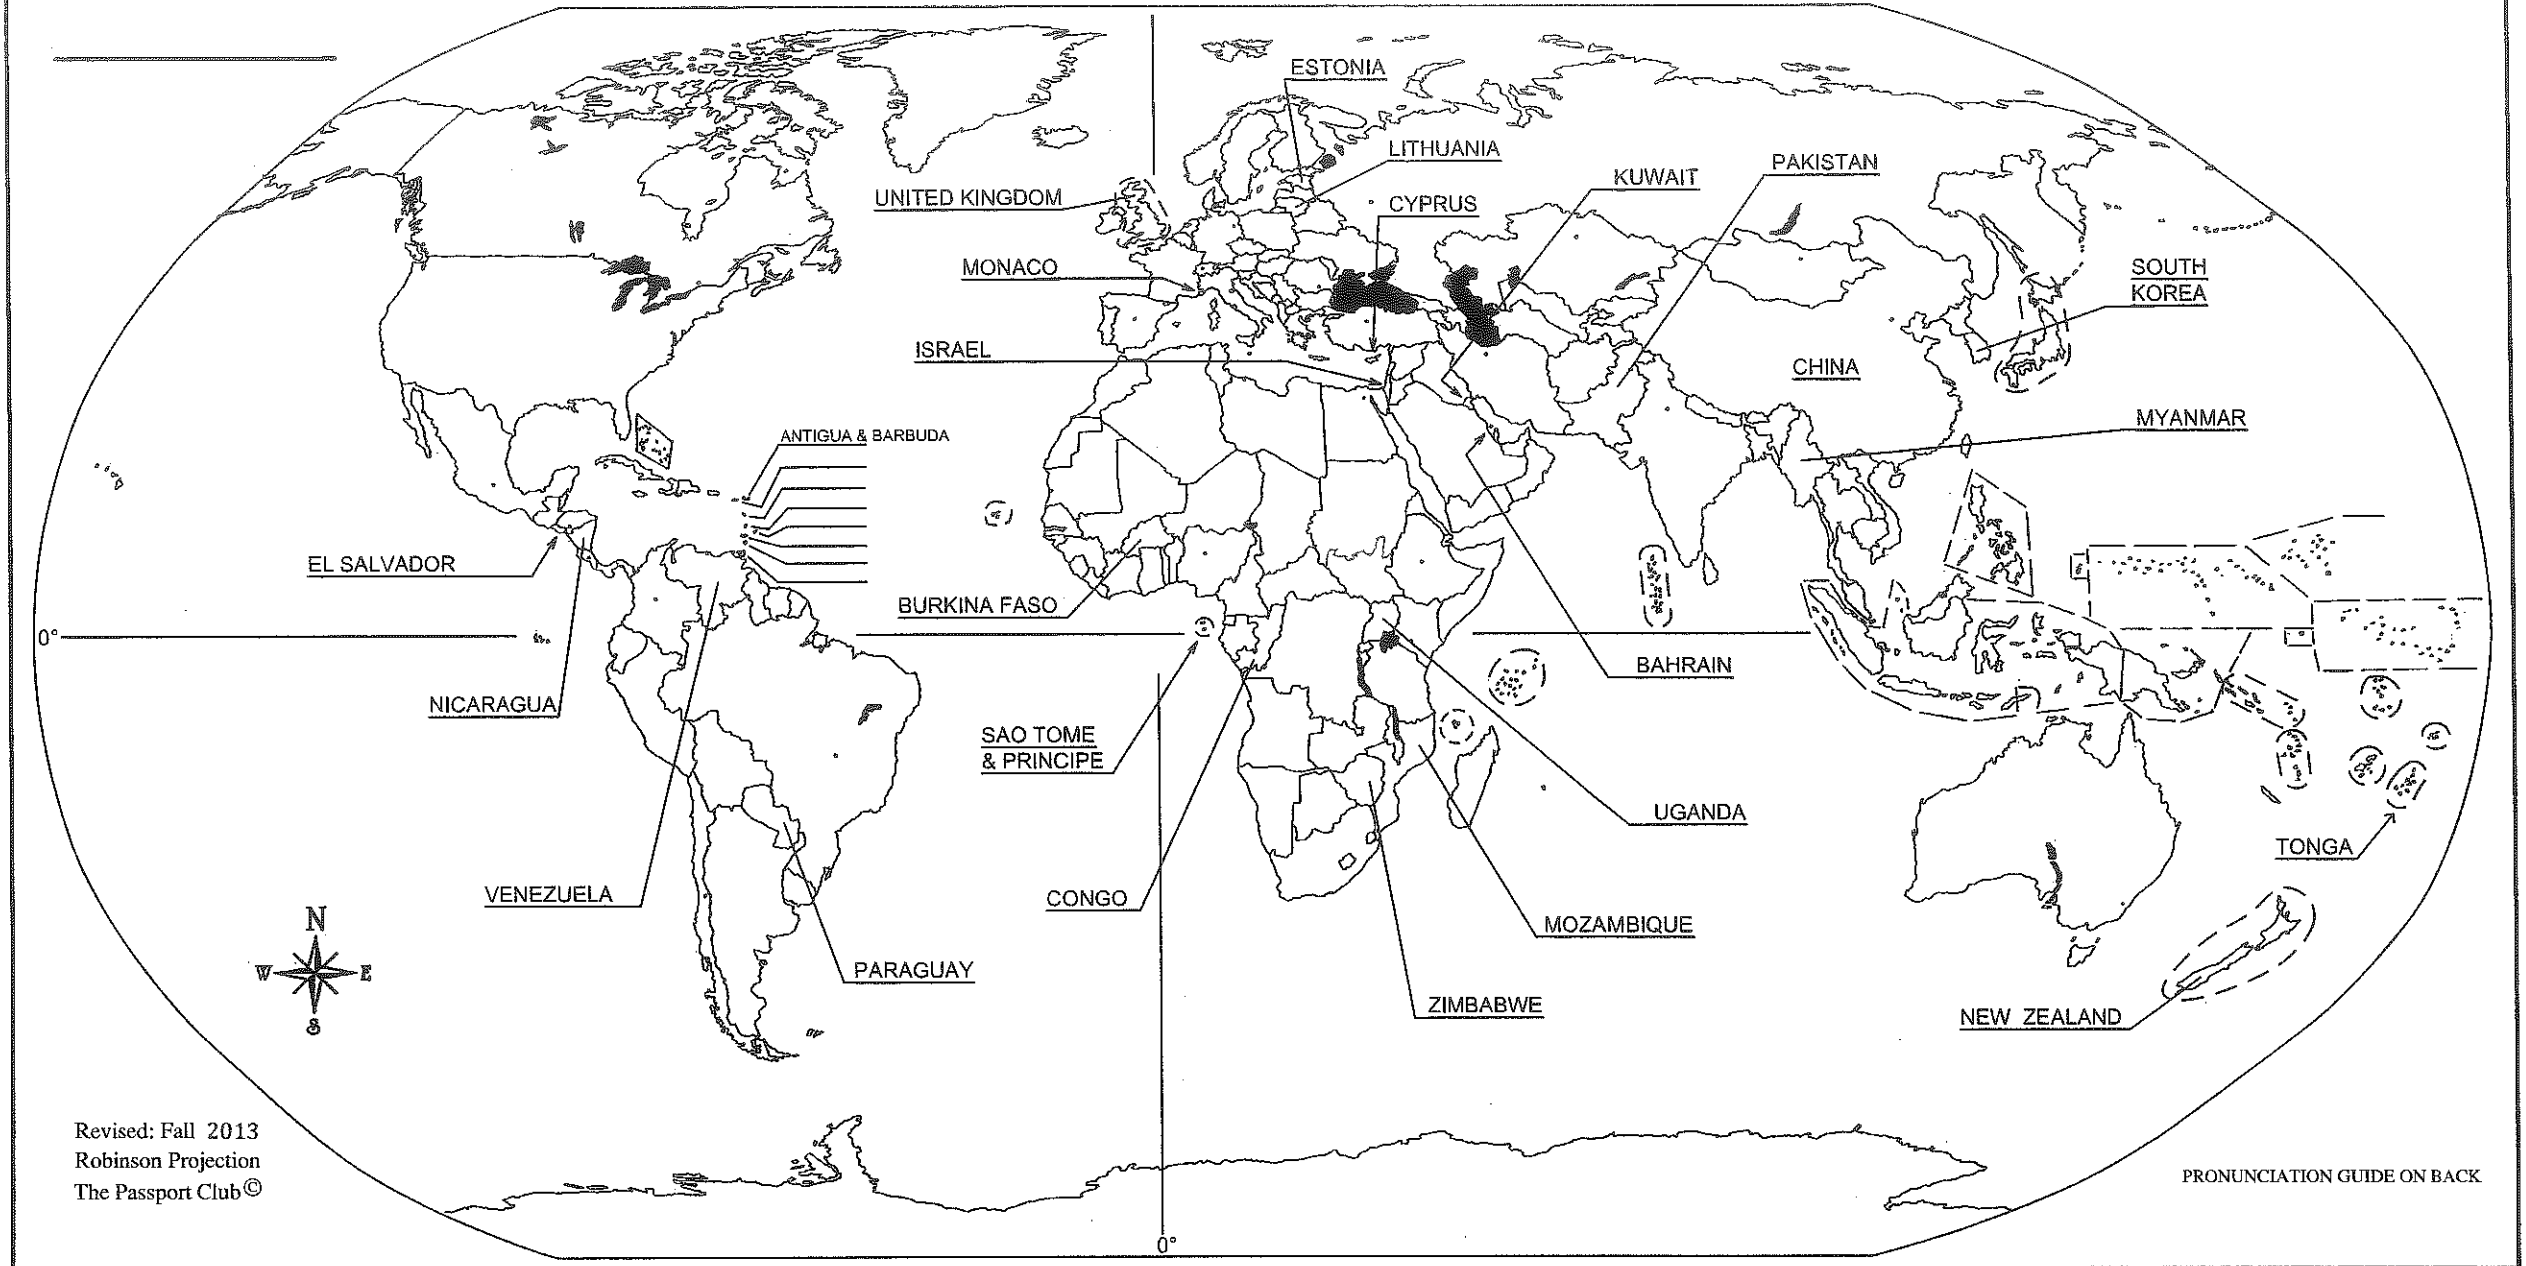 ESTONIA
LITHUANIA
PAKISTAN
KUWAIT
UNITED KINGDOM
CYPRUS
MONACO
SOUTH
KOREA
ISRAEL
CHINA
MYANMAR
ANTIGUA & BARBUDA
EL SALVADOR
BURKINA FASO
0°
BAHRAIN
NICARAGUA
SAO TOME
& PRINCIPE
UGANDA
TONGA
VENEZUELA
CONGO
MOZAMBIQUE
N
W E
S
PARAGUAY
ZIMBABWE
NEW ZEALAND
Revised: Fall 2013
Robinson Projection
The Passport Club©
PRONUNCIATION GUIDE ON BACK
0°